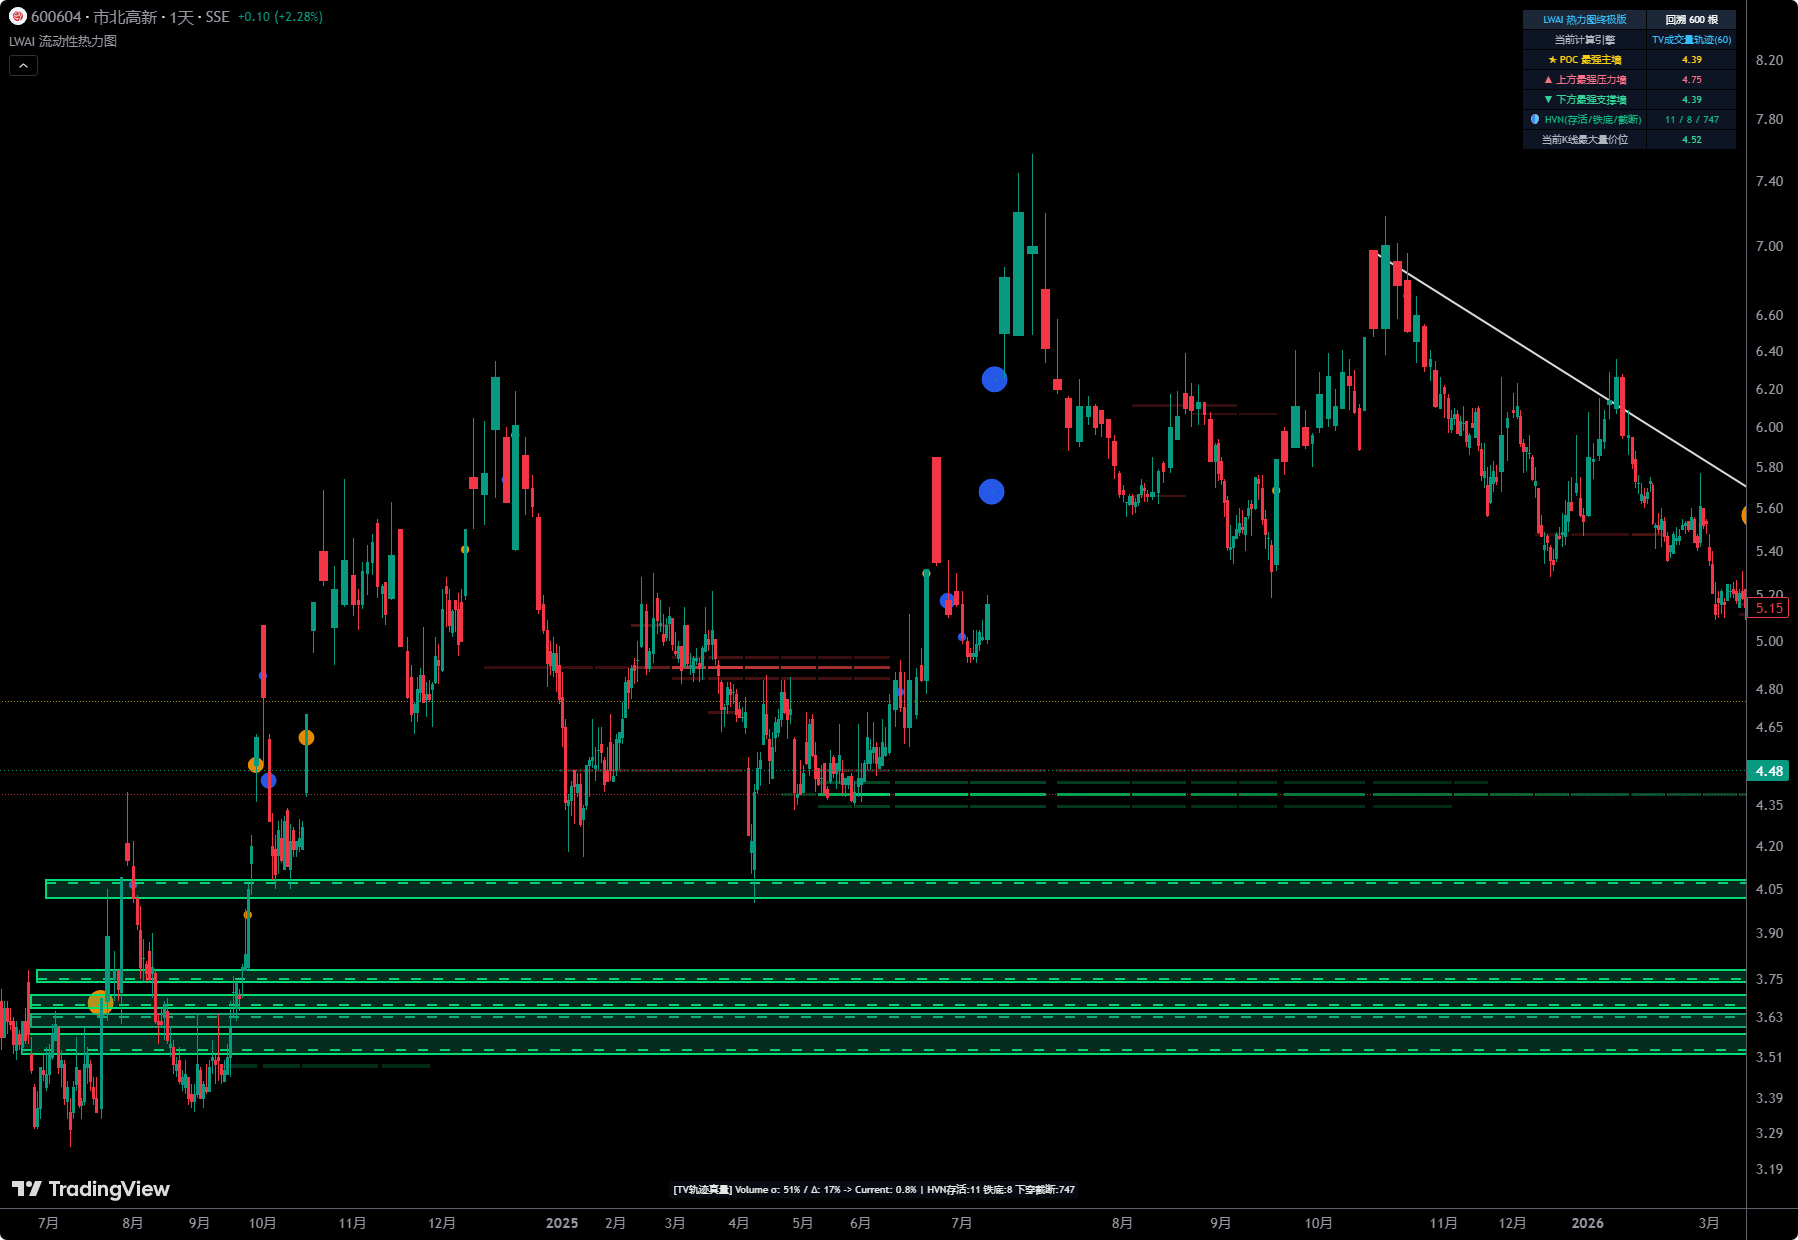 600604 · 市北高新 · 1天 · SSE +0.10 (+2.28%)
LWAI 流动性热力图
LWAI 热力图终极版 回溯 600 根
当前计算引擎 TV成交量轨迹(60)
★ POC 最强主墙 4.39
▲ 上方最强压力墙 4.75
▼ 下方最强支撑墙 4.39
HVN(存活/铁底/截断) 11 / 8 / 747
当前K线最大量价位 4.52
8.20
7.80
7.40
7.00
6.60
6.40
6.20
6.00
5.80
5.60
5.40
5.20
5.15
5.00
4.80
4.65
4.48
4.35
4.20
4.05
3.90
3.75
3.63
3.51
3.39
3.29
3.19
TradingView
[TV轨迹真量] Volume σ: 51% / Δ: 17% -> Current: 0.8% | HVN存活:11 铁底:8 下穿截断:747
7月 8月 9月 10月 11月 12月 2025 2月 3月 4月 5月 6月 7月 8月 9月 10月 11月 12月 2026 3月